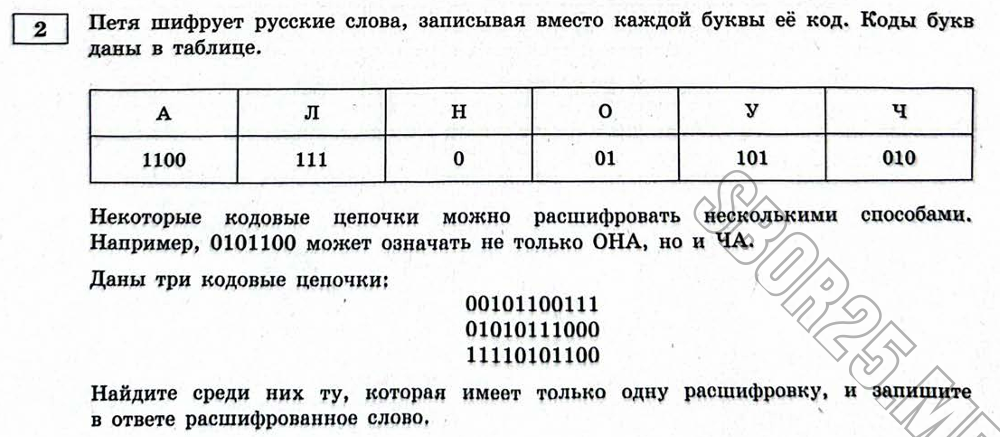 2
Петя шифрует русские слова, записывая вместо каждой буквы её код. Коды букв
даны в таблице.
А Л Н О У Ч
1100 111 0 01 101 010
Некоторые кодовые цепочки можно расшифровать несколькими способами.
Например, 0101100 может означать не только ОНА, но и ЧА.
Даны три кодовые цепочки:
00101100111
01010111000
11110101100
Найдите среди них ту, которая имеет только одну расшифровку, и запишите
в ответе расшифрованное слово.